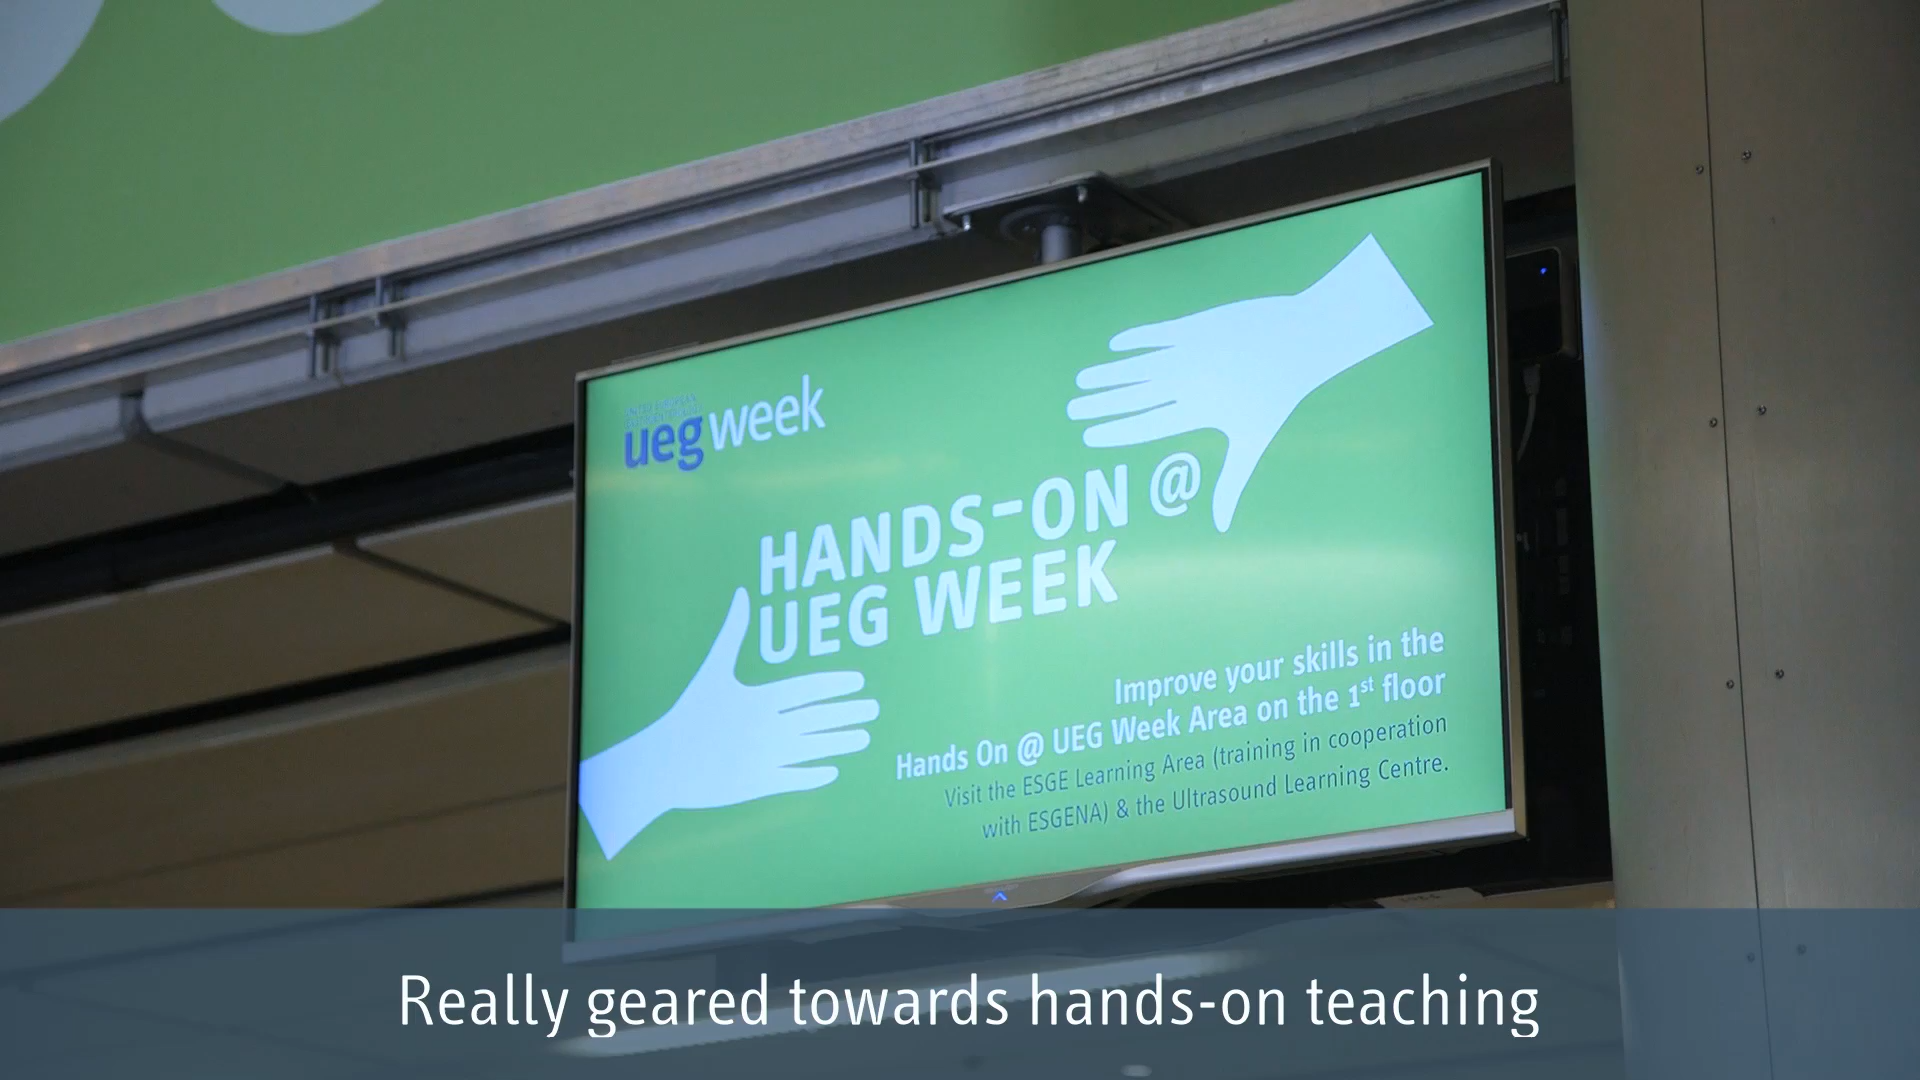 ueg week
HANDS-ON @
UEG WEEK
Improve your skills in the
Hands On @ UEG Week Area on the 1st floor
Visit the ESGE Learning Area (training in cooperation
with ESGENA) & the Ultrasound Learning Centre.
Really geared towards hands-on teaching